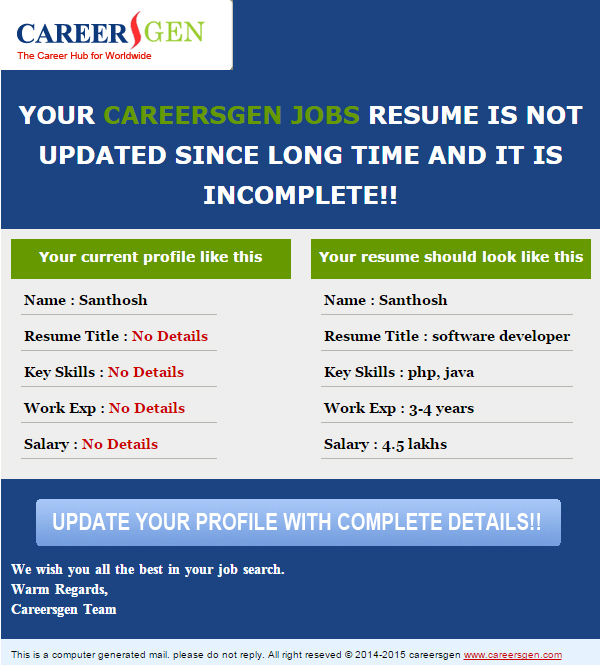 CAREERSGEN
The Career Hub for Worldwide
YOUR CAREERSGEN JOBS RESUME IS NOT
UPDATED SINCE LONG TIME AND IT IS
INCOMPLETE!!
Your current profile like this
Name : Santhosh
Resume Title : No Details
Key Skills : No Details
Work Exp : No Details
Salary : No Details
Your resume should look like this
Name : Santhosh
Resume Title : software developer
Key Skills : php, java
Work Exp : 3-4 years
Salary : 4.5 lakhs
UPDATE YOUR PROFILE WITH COMPLETE DETAILS!!
We wish you all the best in your job search.
Warm Regards,
Careersgen Team
This is a computer generated mail. please do not reply. All right reseved © 2014-2015 careersgen www.careersgen.com